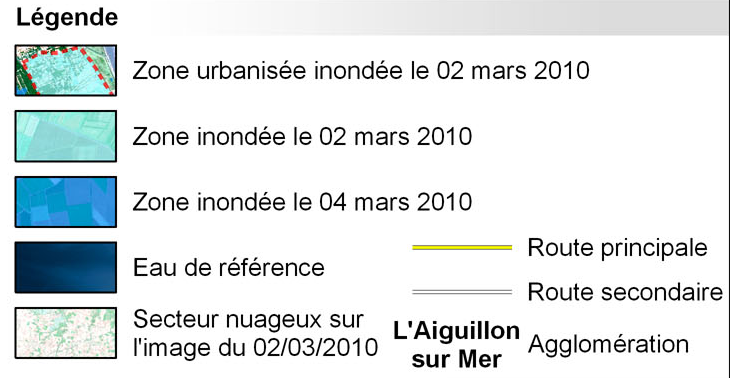 Légende
Zone urbanisée inondée le 02 mars 2010
Zone inondée le 02 mars 2010
Zone inondée le 04 mars 2010
Eau de référence
Secteur nuageux sur
l'image du 02/03/2010
Route principale
Route secondaire
L'Aiguillon
sur Mer
Agglomération